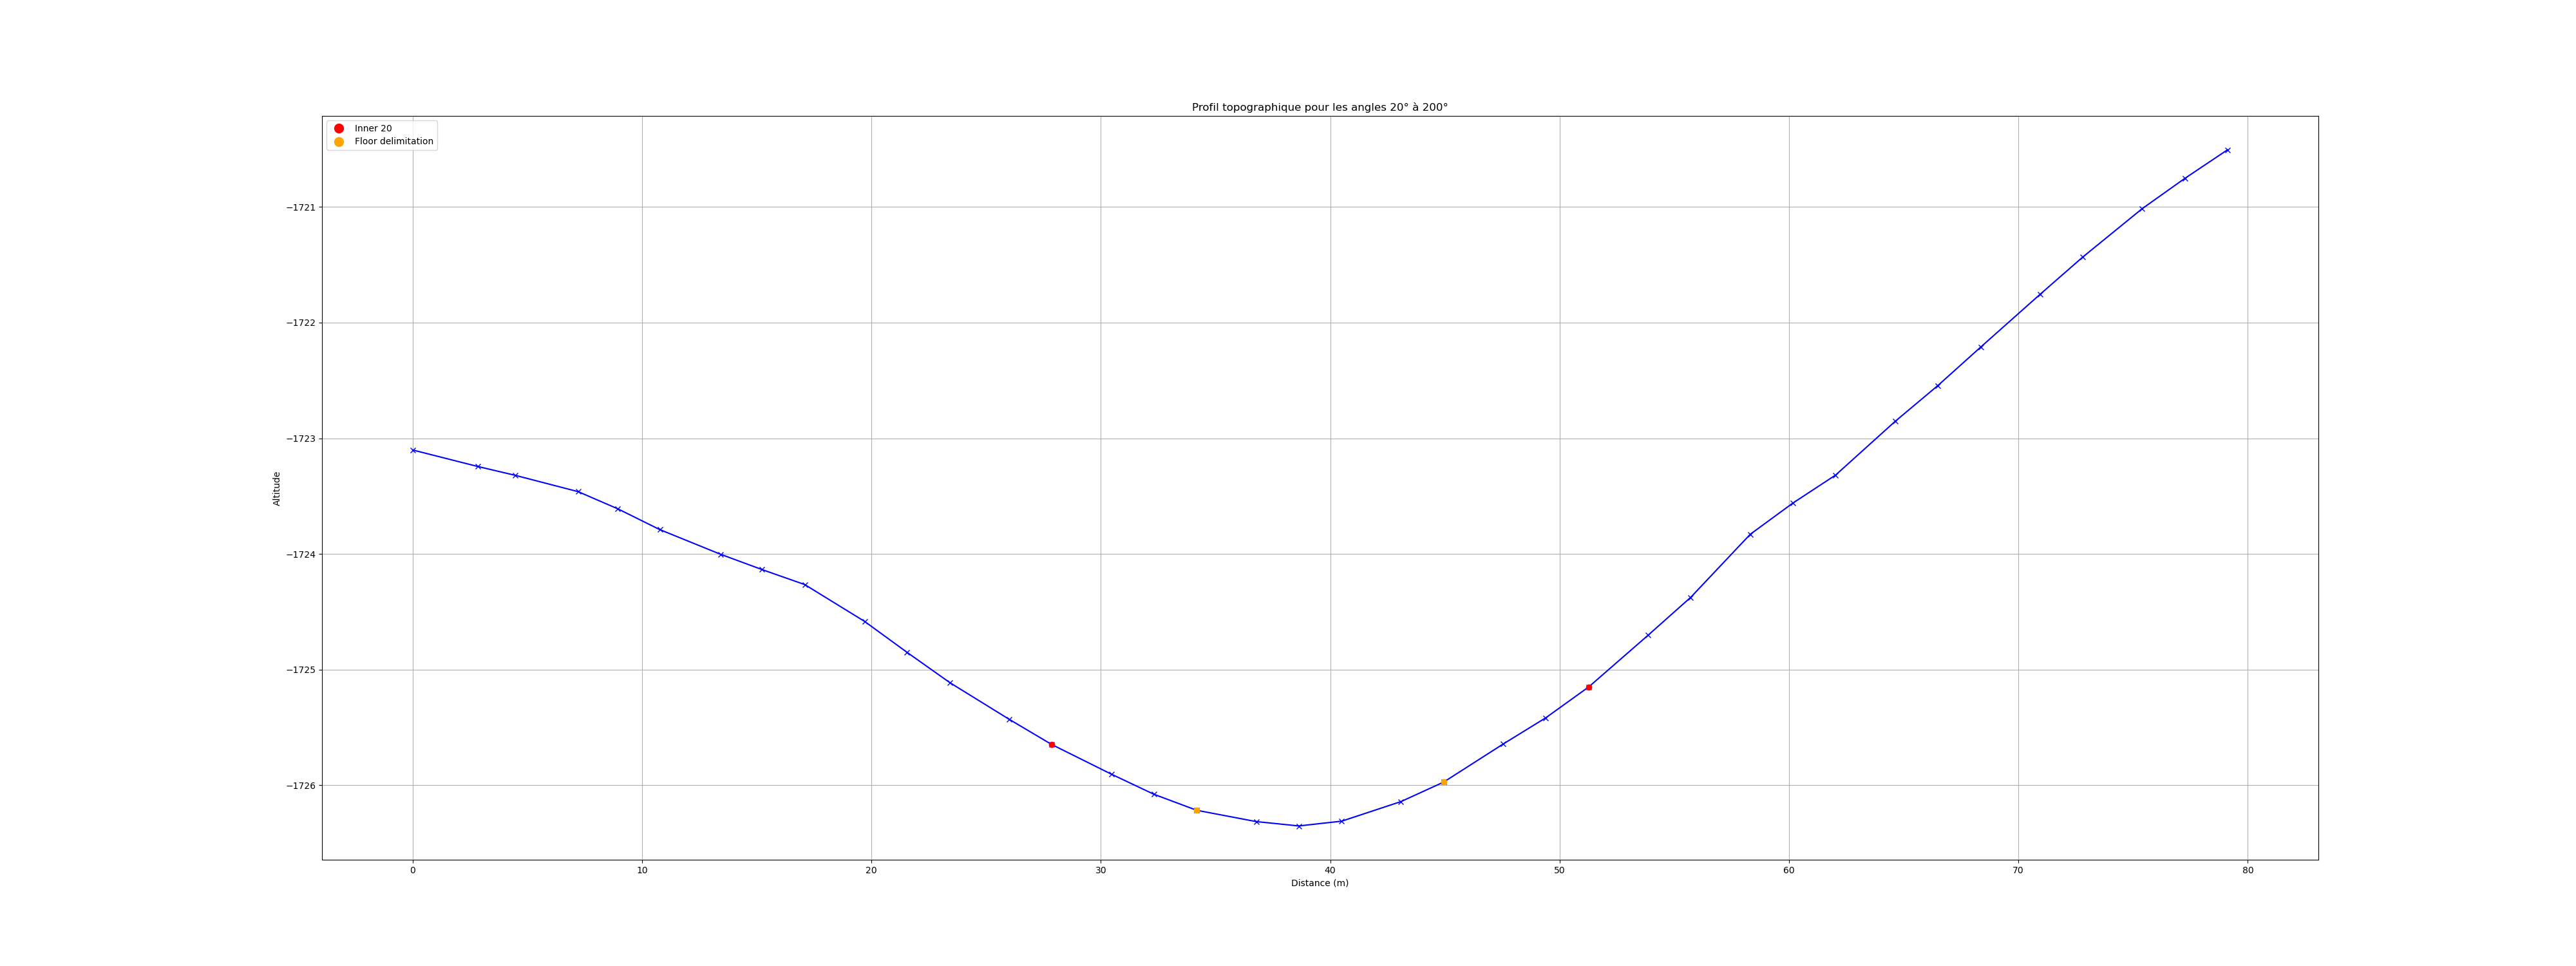 Profil topographique pour les angles 20° à 200°
Inner 20
Floor delimitation
−1721
−1722
−1723
−1724
−1725
−1726
Altitude
0 10 20 30 40 50 60 70 80
Distance (m)